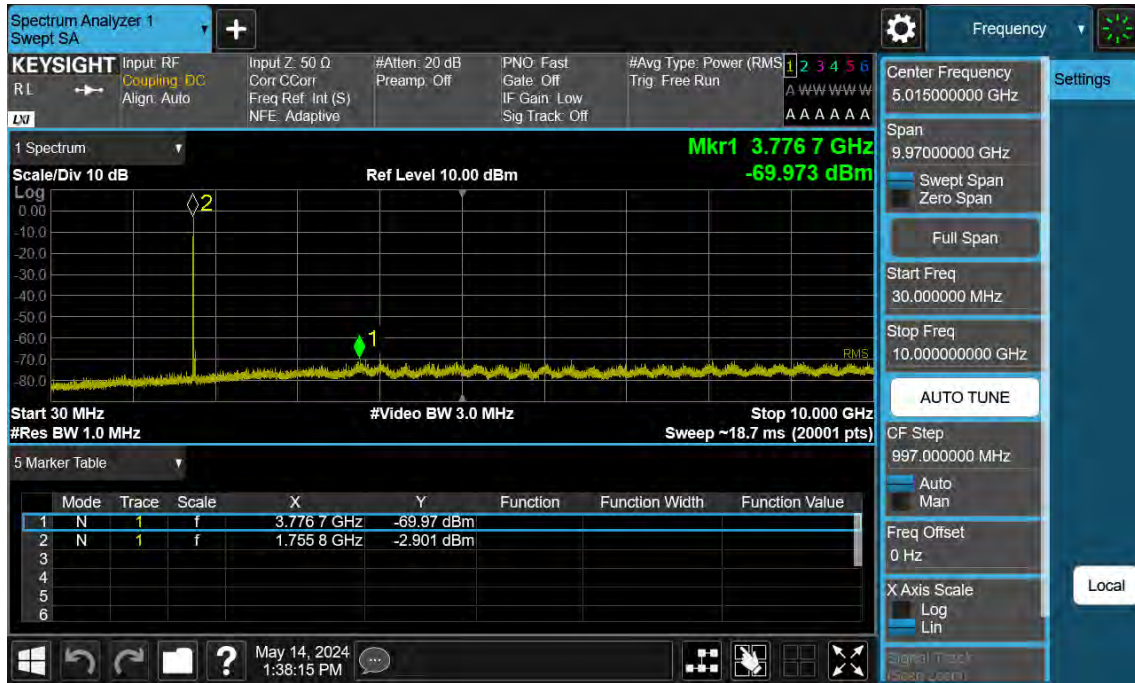 Spectrum Analyzer 1
Swept SA
Frequency
KEYSIGHT
RL
LXI
Input: RF
Coupling: DC
Align: Auto
Input Z: 50 Ω
Corr CCorr
Freq Ref: Int (S)
NFE: Adaptive
#Atten: 20 dB
Preamp: Off
PNO: Fast
Gate: Off
IF Gain: Low
Sig Track: Off
#Avg Type: Power (RMS
Trig: Free Run
1 2 3 4 5 6
A W W W W W
A A A A A A
Center Frequency
5.015000000 GHz
Settings
1 Spectrum
Mkr1 3.776 7 GHz
Scale/Div 10 dB
Ref Level 10.00 dBm
-69.973 dBm
Span
9.97000000 GHz
Swept Span
Zero Span
Log
0.00
-10.0
-20.0
-30.0
-40.0
-50.0
-60.0
-70.0
-80.0
2
1
RMS
Full Span
Start Freq
30.000000 MHz
Stop Freq
10.000000000 GHz
AUTO TUNE
Start 30 MHz
#Video BW 3.0 MHz
Stop 10.000 GHz
#Res BW 1.0 MHz
Sweep ~18.7 ms (20001 pts)
CF Step
997.000000 MHz
Auto
Man
5 Marker Table
Mode Trace Scale X Y Function Function Width Function Value
1 N 1 f 3.776 7 GHz -69.97 dBm
2 N 1 f 1.755 8 GHz -2.901 dBm
3
4
5
6
Freq Offset
0 Hz
X Axis Scale
Log
Lin
Local
Signal Track
(Span Zoom)
?
May 14, 2024
1:38:15 PM